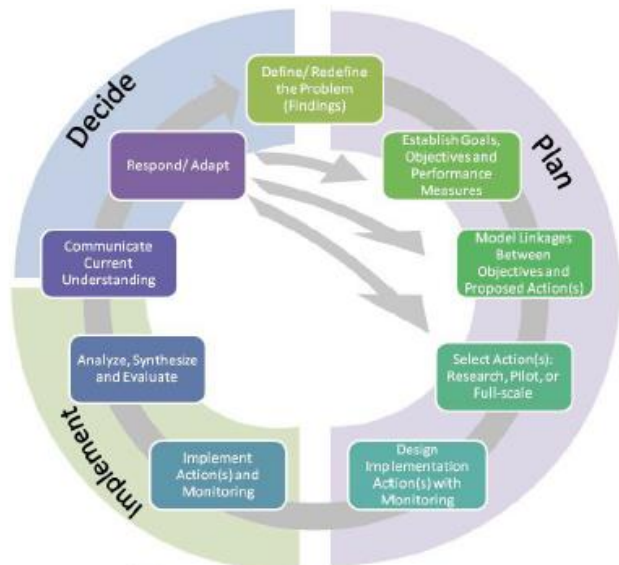 Decide
Plan
Implement
Define/ Redefine
the Problem
(Findings)
Establish Goals,
Objectives and
Performance
Measures
Model Linkages
Between
Objectives and
Proposed Action(s)
Select Action(s):
Research, Pilot, or
Full-scale
Design
Implementation
Action(s) with
Monitoring
Implement
Action(s) and
Monitoring
Analyze, Synthesize
and Evaluate
Communicate
Current
Understanding
Respond/ Adapt